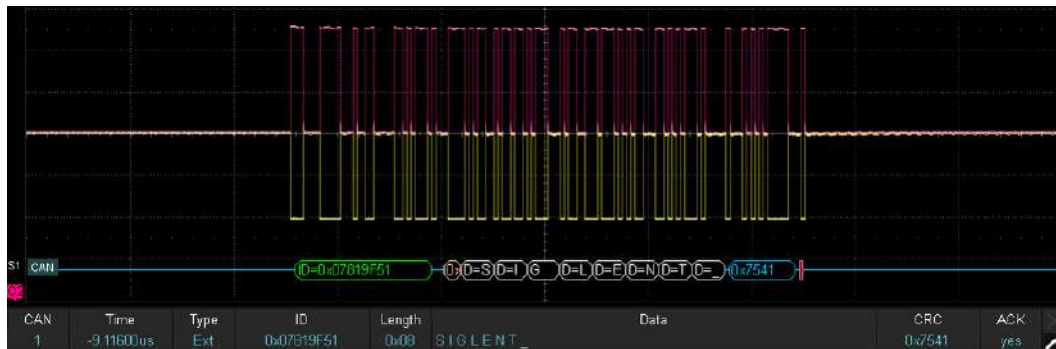 S1 CAN ID=0x07819F51 D=S D=I G D=L D=E D=N D=T D=_ 0x7541
C2
CAN Time Type ID Length Data CRC ACK
1 -9.11600us Ext 0x07819F51 0x08 S I G L E N T _ 0x7541 yes